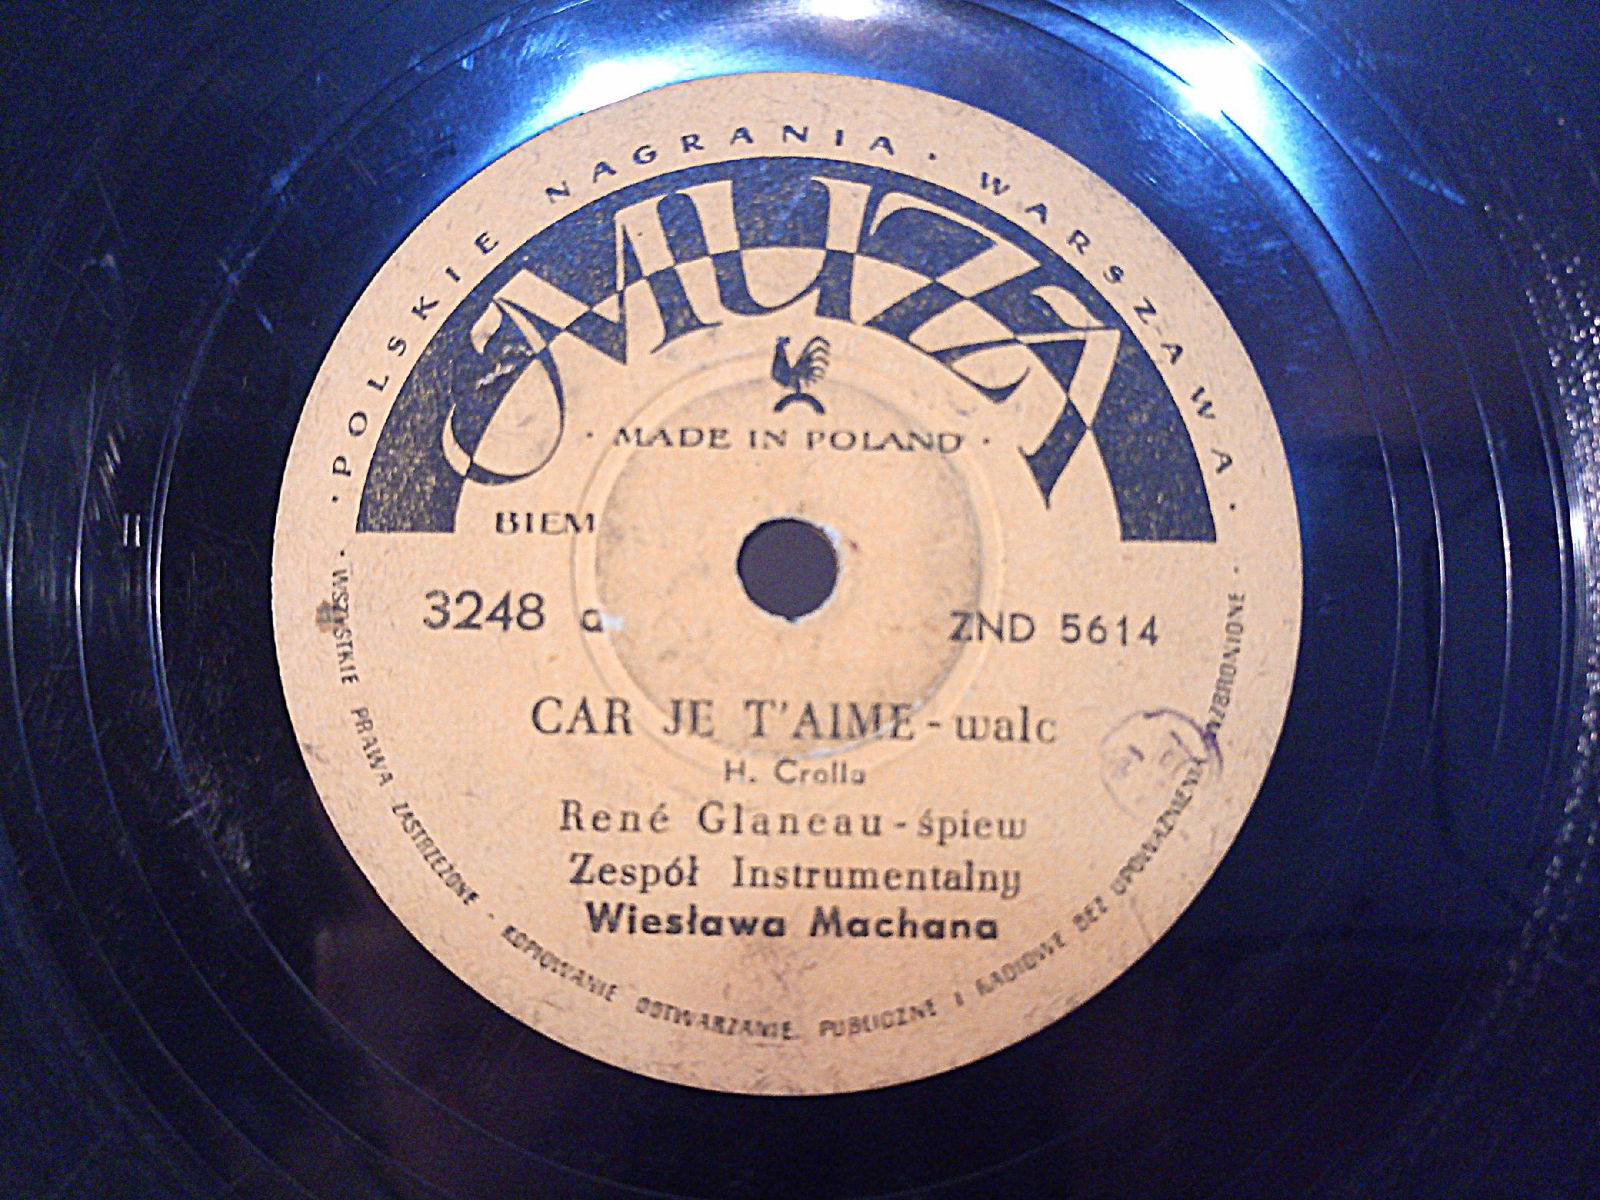 · POLSKIE NAGRANIA · WARSZAWA ·
MUZA
· MADE IN POLAND ·
BIEM
3248 a
ZND 5614
CAR JE T'AIME - walc
H. Crolla
René Glaneau - śpiew
Zespół Instrumentalny
Wiesława Machana
· WSZYSTKIE PRAWA ZASTRZEŻONE · KOPIOWANIE ODTWARZANIE PUBLICZNE I RADIOWE BEZ UPOWAŻNIENIA WZBRONIONE ·